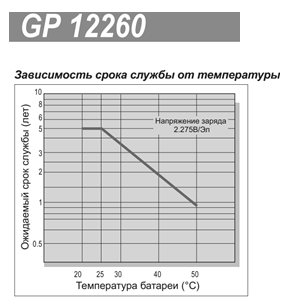 GP 12260
Зависимость срока службы от температуры
Ожидаемый срок службы (лет)
10
8
6
5
3
2
1
0.5
Напряжение заряда
2.275В/Эл
20 25 30 40 50
Температура батареи (°C)